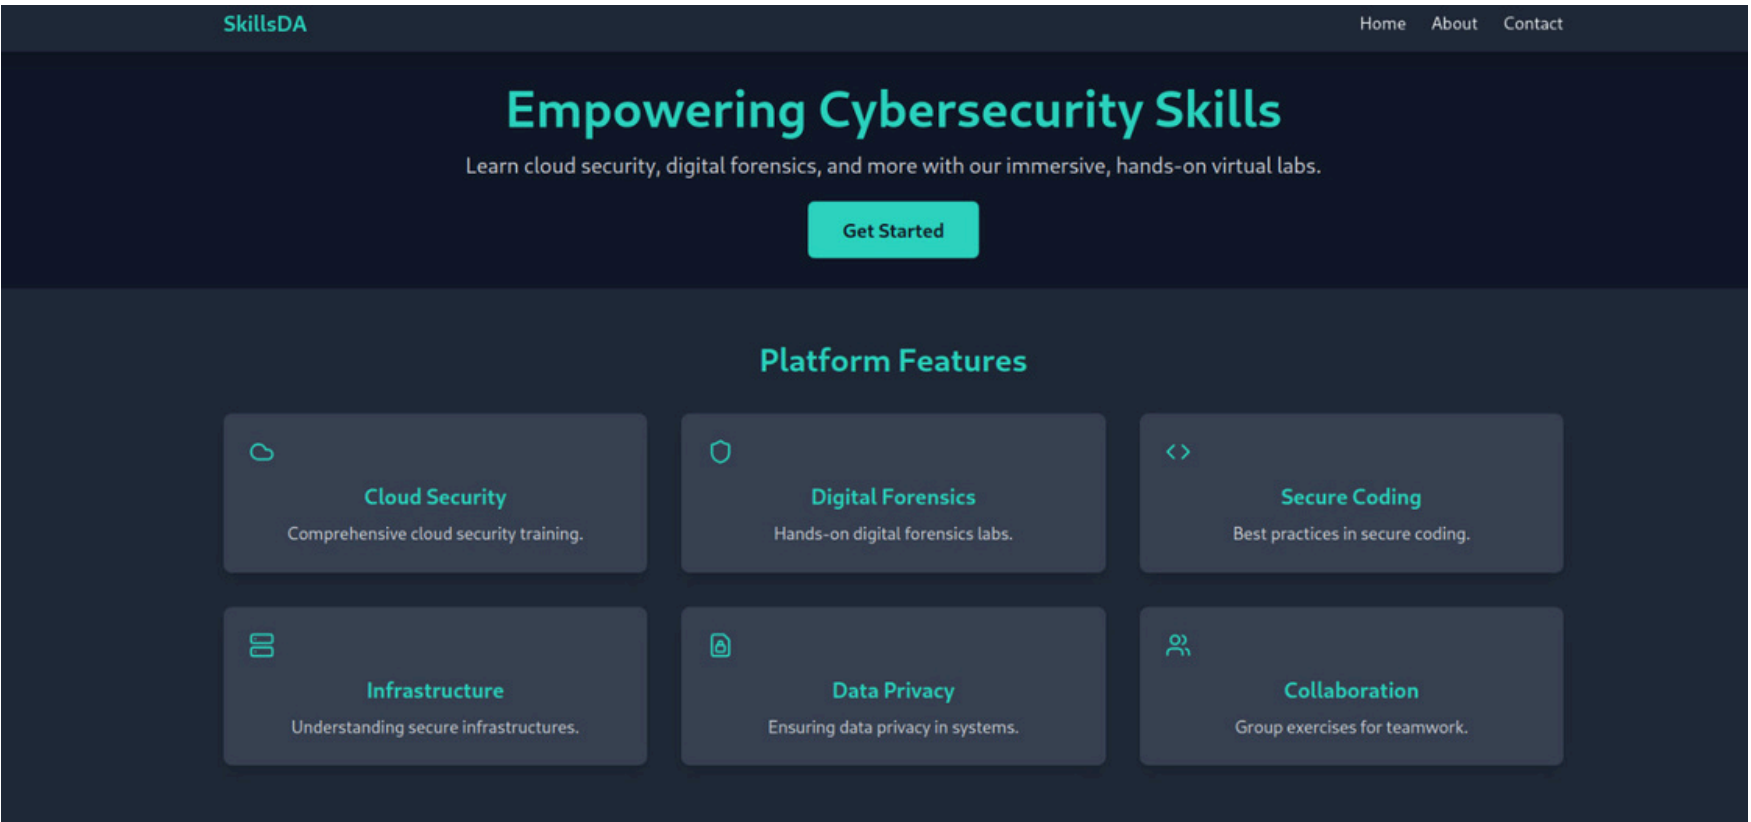 SkillsDA
Home About Contact
Empowering Cybersecurity Skills
Learn cloud security, digital forensics, and more with our immersive, hands-on virtual labs.
Get Started
Platform Features
Cloud Security
Comprehensive cloud security training.
Digital Forensics
Hands-on digital forensics labs.
Secure Coding
Best practices in secure coding.
Infrastructure
Understanding secure infrastructures.
Data Privacy
Ensuring data privacy in systems.
Collaboration
Group exercises for teamwork.